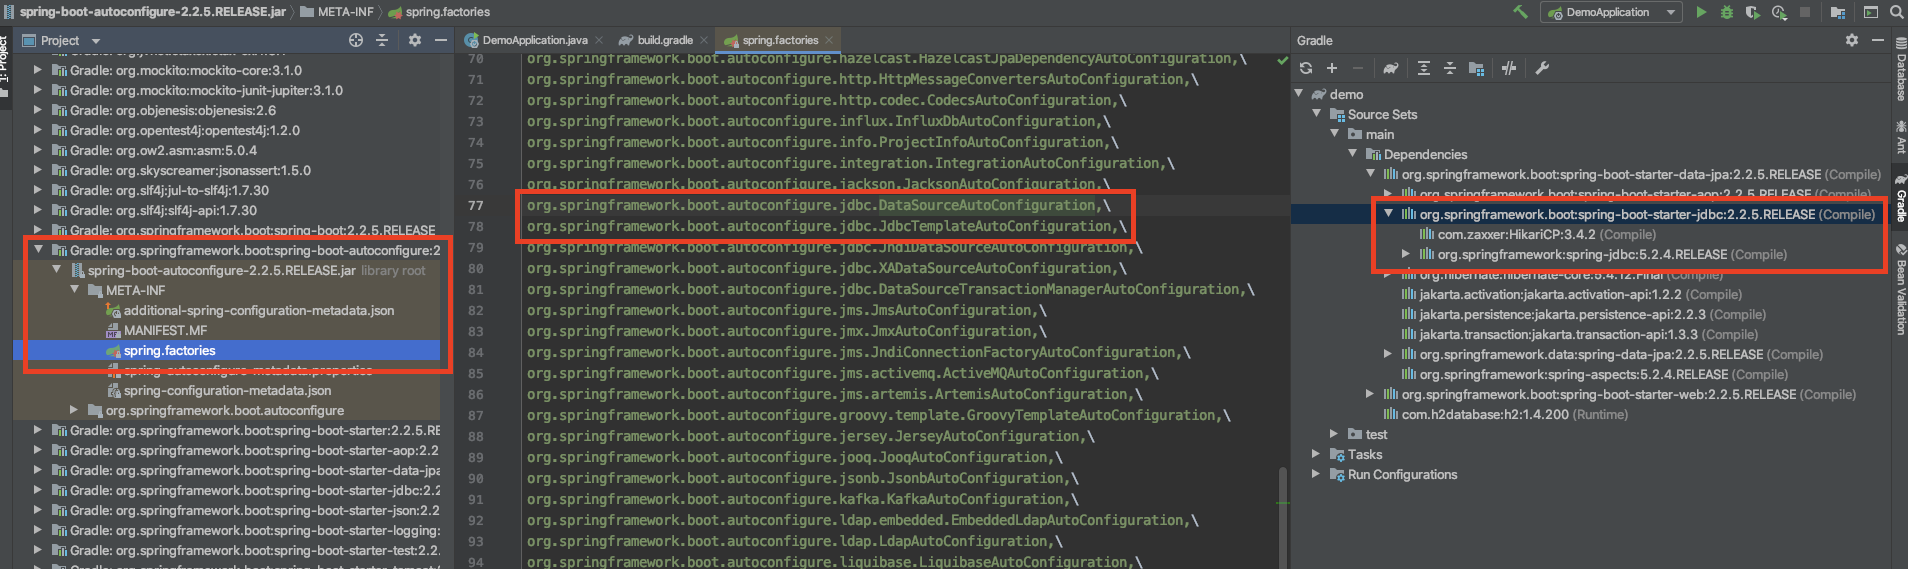 spring-boot-autoconfigure-2.2.5.RELEASE.jar META-INF spring.factories
DemoApplication
1: Project
Project
Gradle: org.mockito:mockito-core:3.1.0
Gradle: org.mockito:mockito-junit-jupiter:3.1.0
Gradle: org.objenesis:objenesis:2.6
Gradle: org.opentest4j:opentest4j:1.2.0
Gradle: org.ow2.asm:asm:5.0.4
Gradle: org.skyscreamer:jsonassert:1.5.0
Gradle: org.slf4j:jul-to-slf4j:1.7.30
Gradle: org.slf4j:slf4j-api:1.7.30
Gradle: org.springframework.boot:spring-boot:2.2.5.RELEASE
Gradle: org.springframework.boot:spring-boot-autoconfigure:2
spring-boot-autoconfigure-2.2.5.RELEASE.jar library root
META-INF
additional-spring-configuration-metadata.json
MANIFEST.MF
spring.factories
spring-autoconfigure-metadata.properties
spring-configuration-metadata.json
org.springframework.boot.autoconfigure
Gradle: org.springframework.boot:spring-boot-starter:2.2.5.RE
Gradle: org.springframework.boot:spring-boot-starter-aop:2.2
Gradle: org.springframework.boot:spring-boot-starter-data-jpa
Gradle: org.springframework.boot:spring-boot-starter-jdbc:2.2
Gradle: org.springframework.boot:spring-boot-starter-json:2.2
Gradle: org.springframework.boot:spring-boot-starter-logging:
Gradle: org.springframework.boot:spring-boot-starter-test:2.2.
DemoApplication.java build.gradle spring.factories
70 org.springframework.boot.autoconfigure.hazelcast.HazelcastJpaDependencyAutoConfiguration,\
71 org.springframework.boot.autoconfigure.http.HttpMessageConvertersAutoConfiguration,\
72 org.springframework.boot.autoconfigure.http.codec.CodecsAutoConfiguration,\
73 org.springframework.boot.autoconfigure.influx.InfluxDbAutoConfiguration,\
74 org.springframework.boot.autoconfigure.info.ProjectInfoAutoConfiguration,\
75 org.springframework.boot.autoconfigure.integration.IntegrationAutoConfiguration,\
76 org.springframework.boot.autoconfigure.jackson.JacksonAutoConfiguration,\
77 org.springframework.boot.autoconfigure.jdbc.DataSourceAutoConfiguration,\
78 org.springframework.boot.autoconfigure.jdbc.JdbcTemplateAutoConfiguration,\
79 org.springframework.boot.autoconfigure.jdbc.JndiDataSourceAutoConfiguration,\
80 org.springframework.boot.autoconfigure.jdbc.XADataSourceAutoConfiguration,\
81 org.springframework.boot.autoconfigure.jdbc.DataSourceTransactionManagerAutoConfiguration,\
82 org.springframework.boot.autoconfigure.jms.JmsAutoConfiguration,\
83 org.springframework.boot.autoconfigure.jmx.JmxAutoConfiguration,\
84 org.springframework.boot.autoconfigure.jms.JndiConnectionFactoryAutoConfiguration,\
85 org.springframework.boot.autoconfigure.jms.activemq.ActiveMQAutoConfiguration,\
86 org.springframework.boot.autoconfigure.jms.artemis.ArtemisAutoConfiguration,\
87 org.springframework.boot.autoconfigure.groovy.template.GroovyTemplateAutoConfiguration,\
88 org.springframework.boot.autoconfigure.jersey.JerseyAutoConfiguration,\
89 org.springframework.boot.autoconfigure.jooq.JooqAutoConfiguration,\
90 org.springframework.boot.autoconfigure.jsonb.JsonbAutoConfiguration,\
91 org.springframework.boot.autoconfigure.kafka.KafkaAutoConfiguration,\
92 org.springframework.boot.autoconfigure.ldap.embedded.EmbeddedLdapAutoConfiguration,\
93 org.springframework.boot.autoconfigure.ldap.LdapAutoConfiguration,\
94 org.springframework.boot.autoconfigure.liquibase.LiquibaseAutoConfiguration,\
Gradle
demo
Source Sets
main
Dependencies
org.springframework.boot:spring-boot-starter-data-jpa:2.2.5.RELEASE (Compile)
org.springframework.boot:spring-boot-starter-aop:2.2.5.RELEASE (Compile)
org.springframework.boot:spring-boot-starter-jdbc:2.2.5.RELEASE (Compile)
com.zaxxer:HikariCP:3.4.2 (Compile)
org.springframework:spring-jdbc:5.2.4.RELEASE (Compile)
org.hibernate:hibernate-core:5.4.12.Final (Compile)
jakarta.activation:jakarta.activation-api:1.2.2 (Compile)
jakarta.persistence:jakarta.persistence-api:2.2.3 (Compile)
jakarta.transaction:jakarta.transaction-api:1.3.3 (Compile)
org.springframework.data:spring-data-jpa:2.2.5.RELEASE (Compile)
org.springframework:spring-aspects:5.2.4.RELEASE (Compile)
org.springframework.boot:spring-boot-starter-web:2.2.5.RELEASE (Compile)
com.h2database:h2:1.4.200 (Runtime)
test
Tasks
Run Configurations
Database
Ant
Gradle
Bean Validation